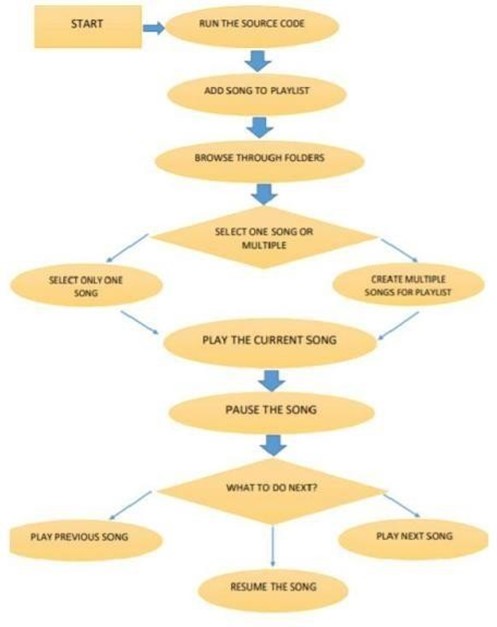 START
RUN THE SOURCE CODE
ADD SONG TO PLAYLIST
BROWSE THROUGH FOLDERS
SELECT ONE SONG OR
MULTIPLE
SELECT ONLY ONE
SONG
CREATE MULTIPLE
SONGS FOR PLAYLIST
PLAY THE CURRENT SONG
PAUSE THE SONG
WHAT TO DO NEXT?
PLAY PREVIOUS SONG
PLAY NEXT SONG
RESUME THE SONG